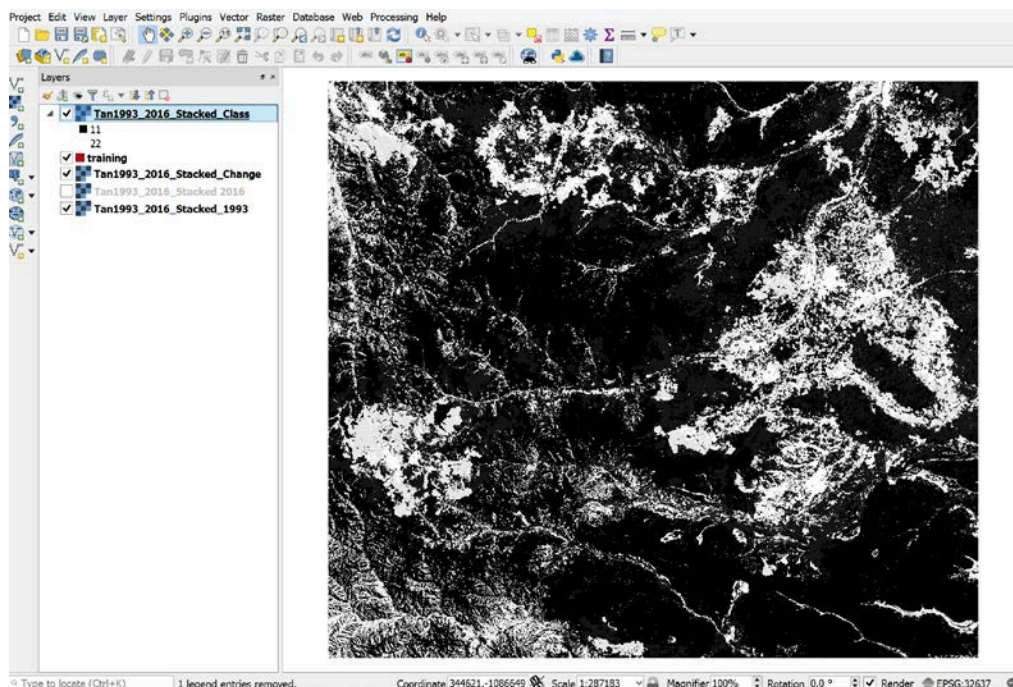 Project Edit View Layer Settings Plugins Vector Raster Database Web Processing Help
Layers
Tan1993_2016_Stacked_Class
11
22
training
Tan1993_2016_Stacked_Change
Tan1993_2016_Stacked 2016
Tan1993_2016_Stacked_1993
Type to locate (Ctrl+K) 1 legend entries removed. Coordinate 344621,-1086649 Scale 1:287183 Magnifier 100% Rotation 0.0 ° Render EPSG:32637